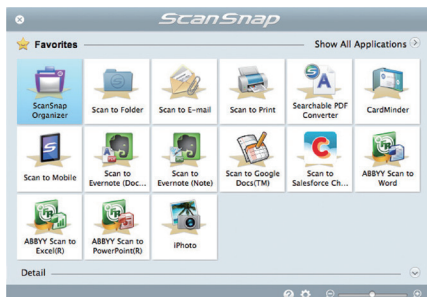 ScanSnap
Favorites
Show All Applications
ScanSnap
Organizer
Scan to Folder
Scan to E-mail
Scan to Print
Searchable PDF
Converter
CardMinder
Scan to Mobile
Scan to
Evernote (Doc...
Scan to
Evernote (Note)
Scan to Google
Docs(TM)
Scan to
Salesforce Ch...
ABBYY Scan to
Word
ABBYY Scan to
Excel(R)
ABBYY Scan to
PowerPoint(R)
iPhoto
Detail